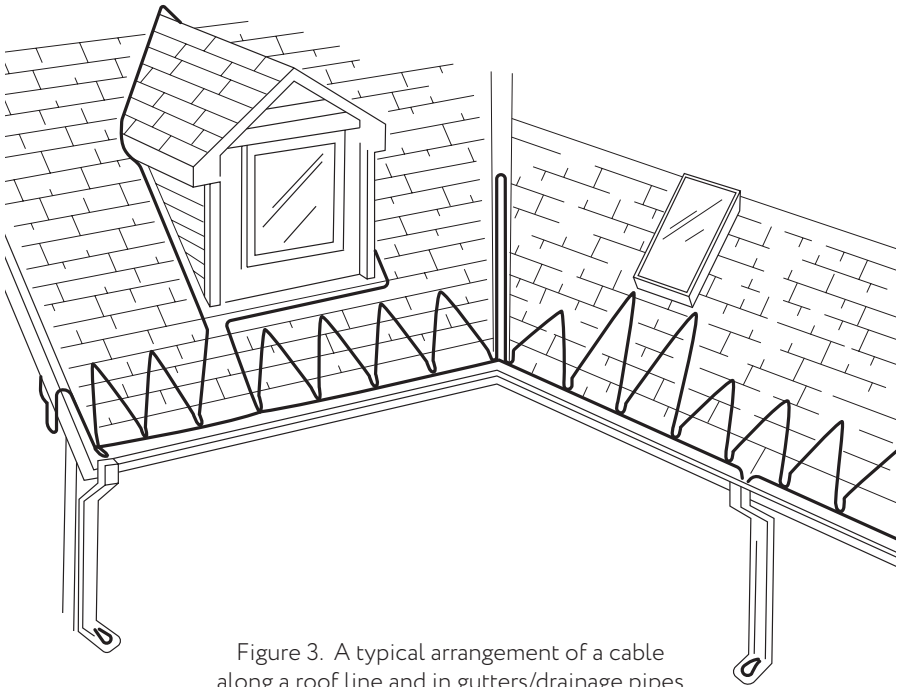 Figure 3. A typical arrangement of a cable
along a roof line and in gutters/drainage pipes